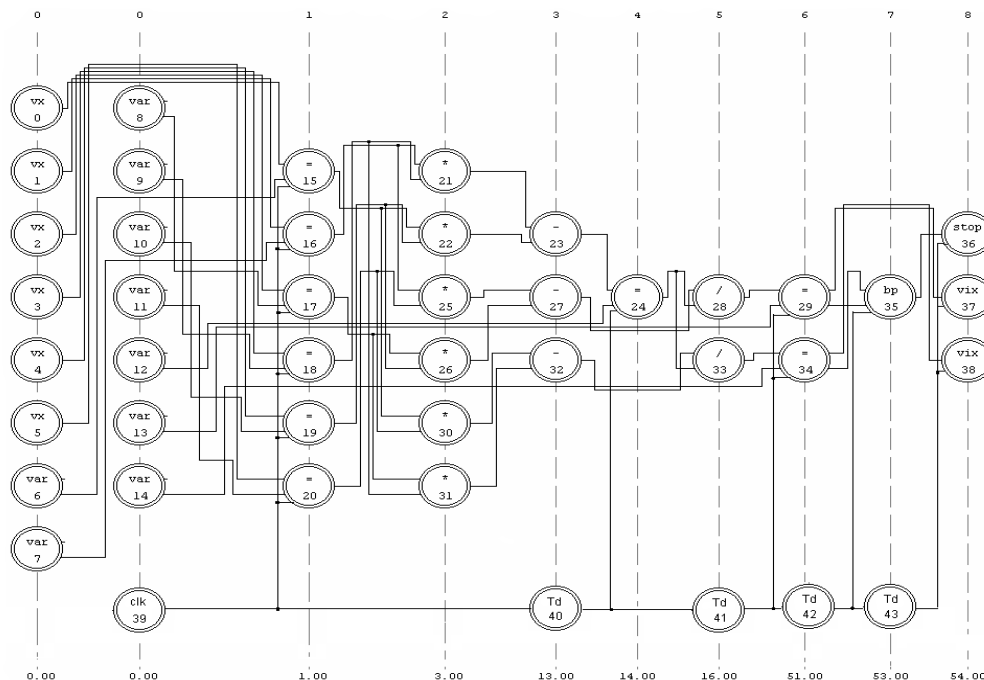 0 0 1 2 3 4 5 6 7 8
vx 0
var 8
vx 1
var 9
= 15
* 21
vx 2
var 10
= 16
* 22
- 23
stop 36
vx 3
var 11
= 17
* 25
- 27
= 24
/ 28
= 29
bp 35
vix 37
vx 4
var 12
= 18
* 26
- 32
/ 33
= 34
vix 38
vx 5
var 13
= 19
* 30
var 6
var 14
= 20
* 31
var 7
clk 39
Td 40
Td 41
Td 42
Td 43
0.00 0.00 1.00 3.00 13.00 14.00 16.00 51.00 53.00 54.00